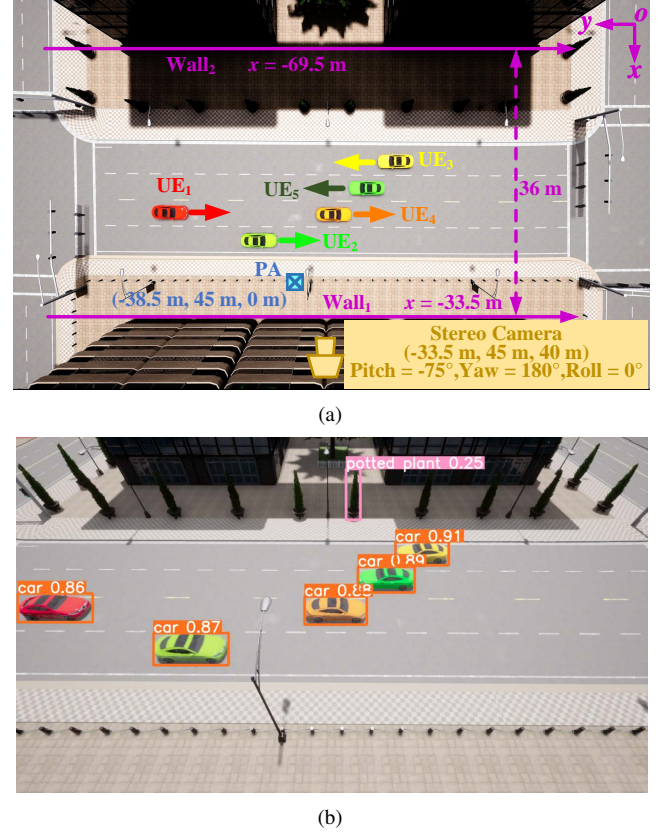 Wall₂ x = -69.5 m
y o
x
UE₃
UE₁
UE₅
36 m
UE₄
UE₂
PA
(-38.5 m, 45 m, 0 m)
Wall₁ x = -33.5 m
Stereo Camera
(-33.5 m, 45 m, 40 m)
Pitch = -75°,Yaw = 180°,Roll = 0°
(a)
potted plant 0.25
car 0.91
car 0.89
car 0.86
car 0.88
car 0.87
(b)